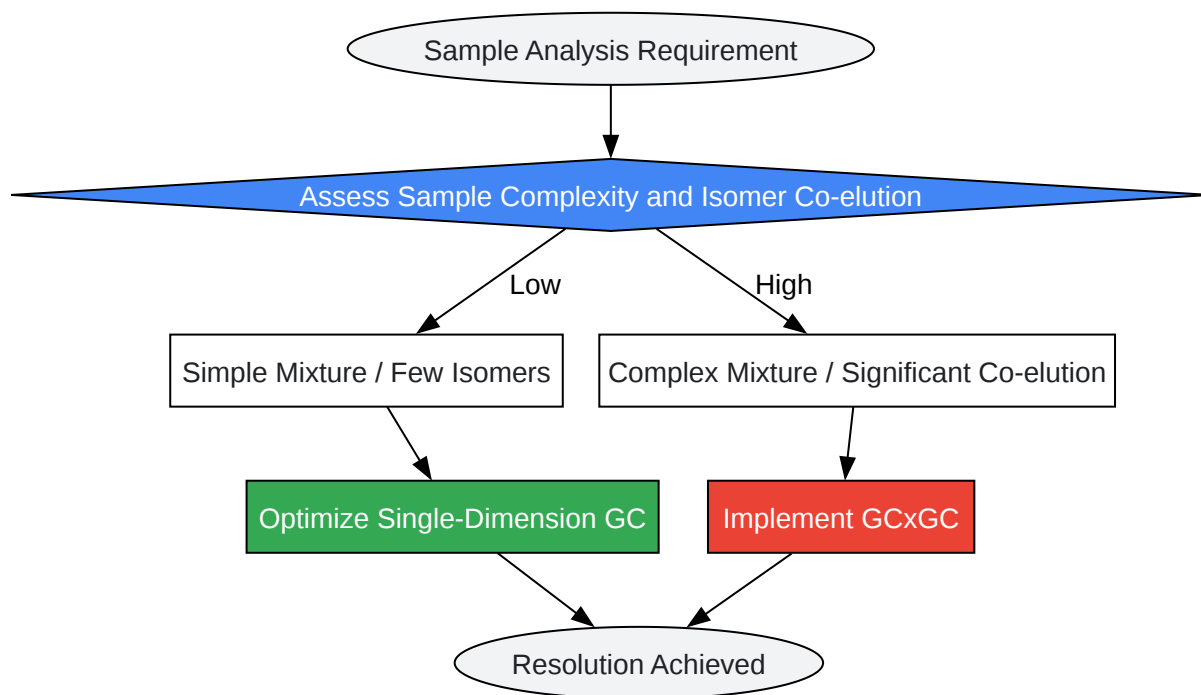 Sample Analysis Requirement
Assess Sample Complexity and Isomer Co-elution
Low
High
Simple Mixture / Few Isomers
Complex Mixture / Significant Co-elution
Optimize Single-Dimension GC
Implement GCxGC
Resolution Achieved